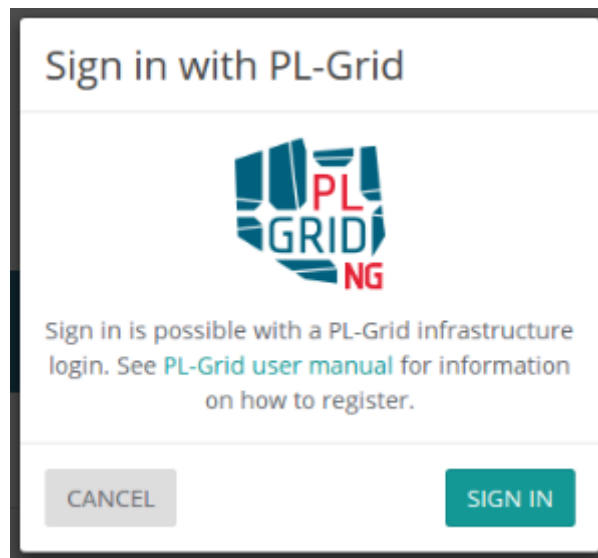 Sign in with PL-Grid
PL
GRID
NG
Sign in is possible with a PL-Grid infrastructure
login. See PL-Grid user manual for information
on how to register.
CANCEL
SIGN IN